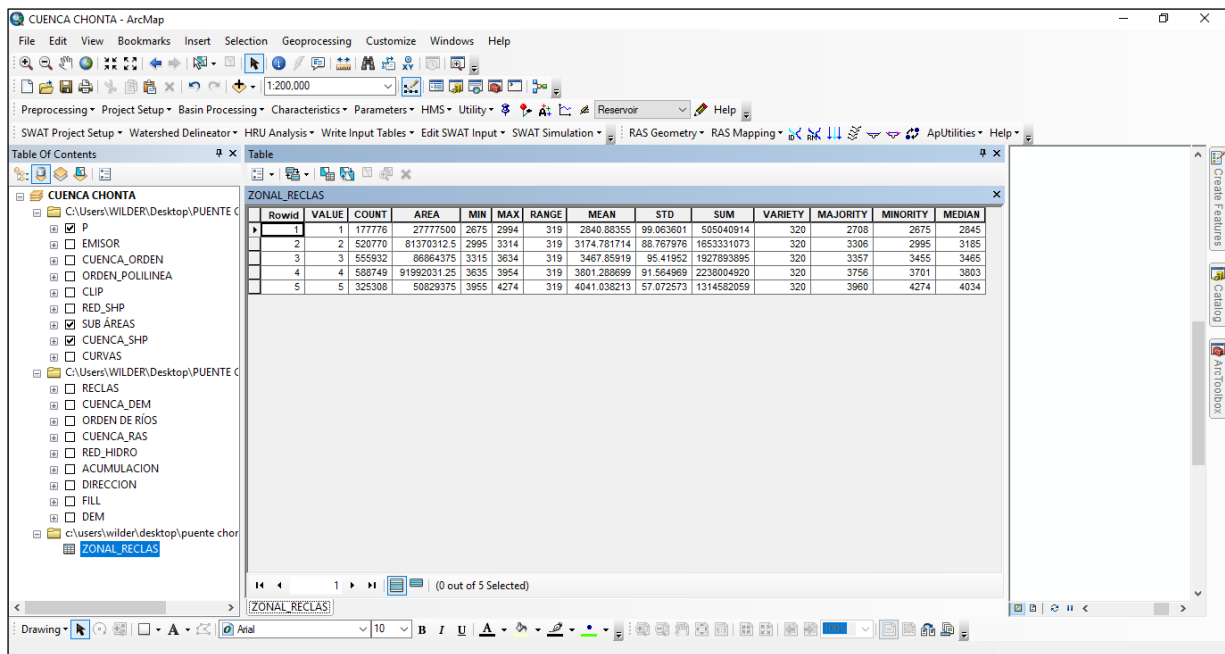 CUENCA CHONTA - ArcMap
File Edit View Bookmarks Insert Selection Geoprocessing Customize Windows Help
1:200,000
Preprocessing Project Setup Basin Processing Characteristics Parameters HMS Utility Reservoir Help
SWAT Project Setup Watershed Delineator HRU Analysis Write Input Tables Edit SWAT Input SWAT Simulation RAS Geometry RAS Mapping ApUtilities Help
Table Of Contents
CUENCA CHONTA
C:\Users\WILDER\Desktop\PUENTE C
P
EMISOR
CUENCA_ORDEN
ORDEN_POLILINEA
CLIP
RED_SHP
SUB ÁREAS
CUENCA_SHP
CURVAS
C:\Users\WILDER\Desktop\PUENTE C
RECLAS
CUENCA_DEM
ORDEN DE RÍOS
CUENCA_RAS
RED_HIDRO
ACUMULACION
DIRECCION
FILL
DEM
c:\users\wilder\desktop\puente chor
ZONAL_RECLAS
Table
ZONAL_RECLAS
Rowid VALUE COUNT AREA MIN MAX RANGE MEAN STD SUM VARIETY MAJORITY MINORITY MEDIAN
1 1 177776 27777500 2675 2994 319 2840.88355 99.063601 505040914 320 2708 2675 2845
2 2 520770 81370312.5 2995 3314 319 3174.781714 88.767976 1653331073 320 3306 2995 3185
3 3 555932 86864375 3315 3634 319 3467.85919 95.41952 1927893895 320 3357 3455 3465
4 4 588749 91992031.25 3635 3954 319 3801.288699 91.564969 2238004920 320 3756 3701 3803
5 5 325308 50829375 3955 4274 319 4041.038213 57.072573 1314582059 320 3960 4274 4034
1 (0 out of 5 Selected)
ZONAL_RECLAS
Create Features
Catalog
ArcToolbox
Drawing A Arial 10 B I U A